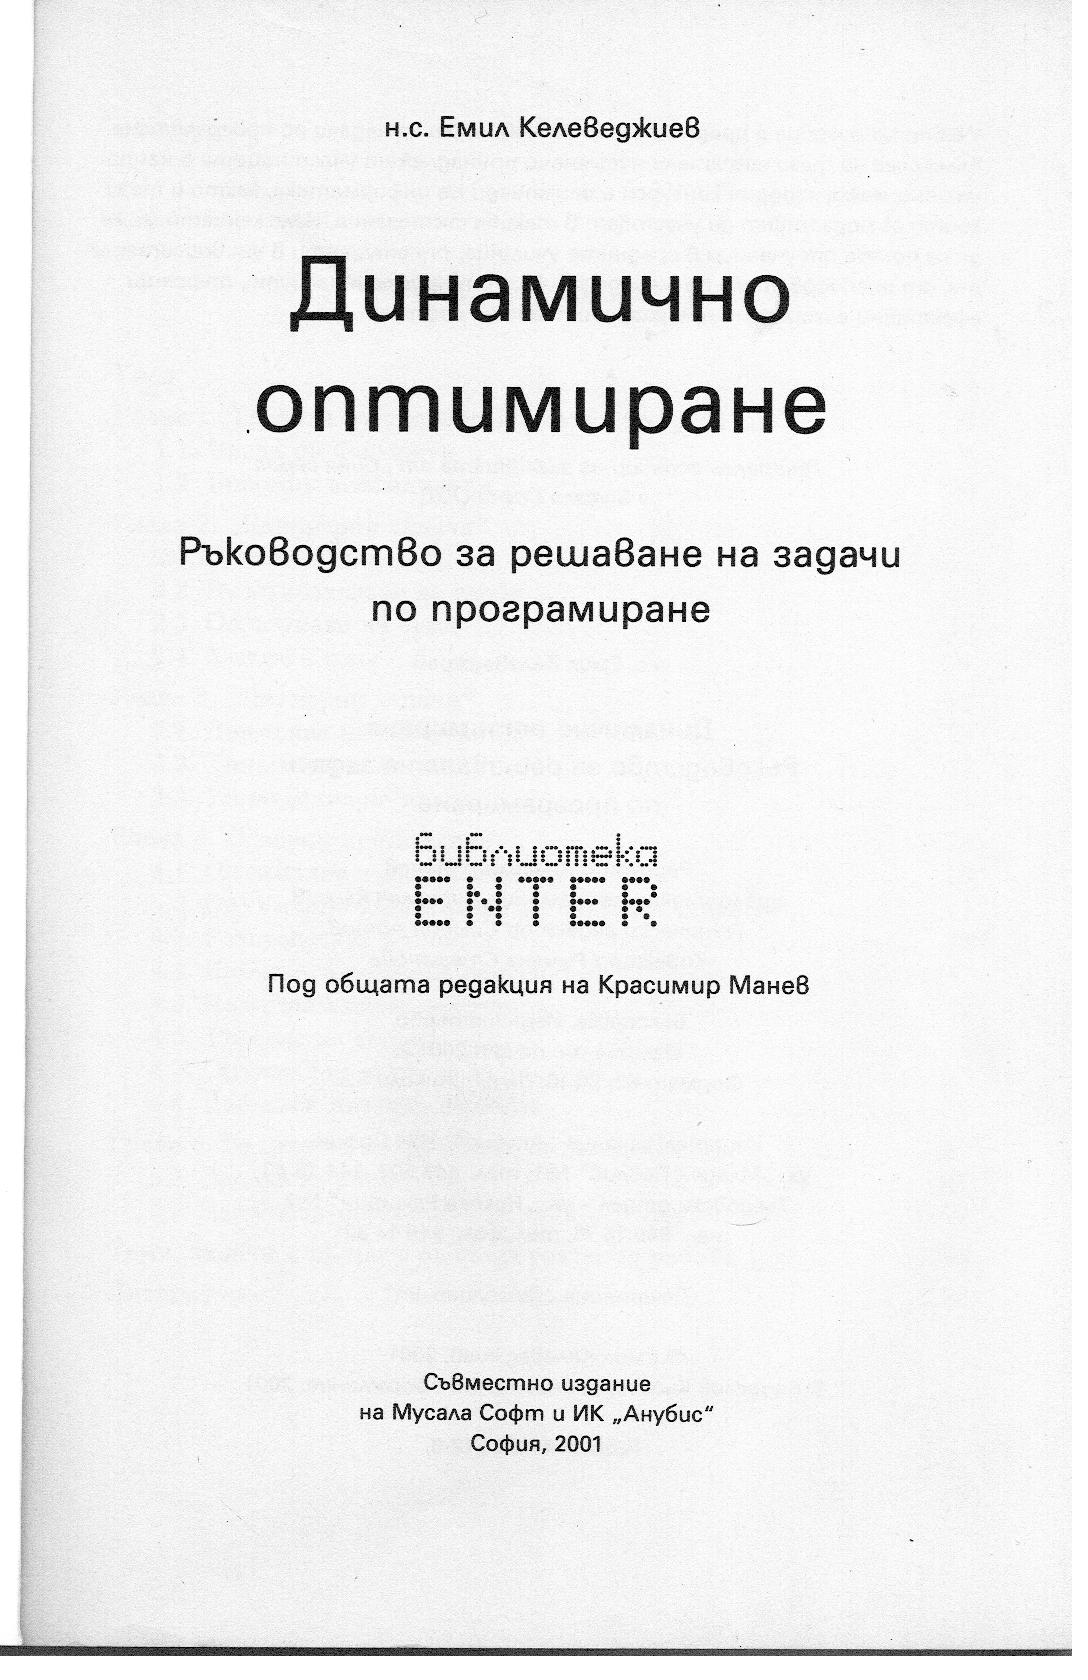 н.с. Емил Келеведжиев
Динамично
оптимиране
Ръководство за решаване на задачи
по програмиране
библиотека
ENTER
Под общата редакция на Красимир Манев
Съвместно издание
на Мусала Софт и ИК „Анубис“
София, 2001